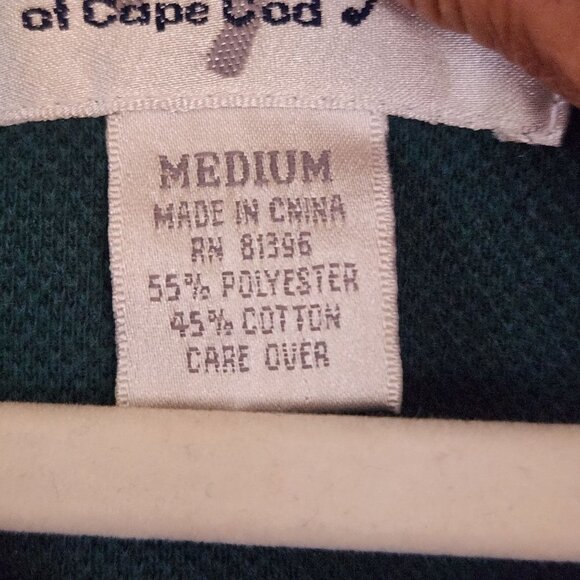 of Cape Cod
MEDIUM
MADE IN CHINA
RN 81396
55% POLYESTER
45% COTTON
CARE OVER